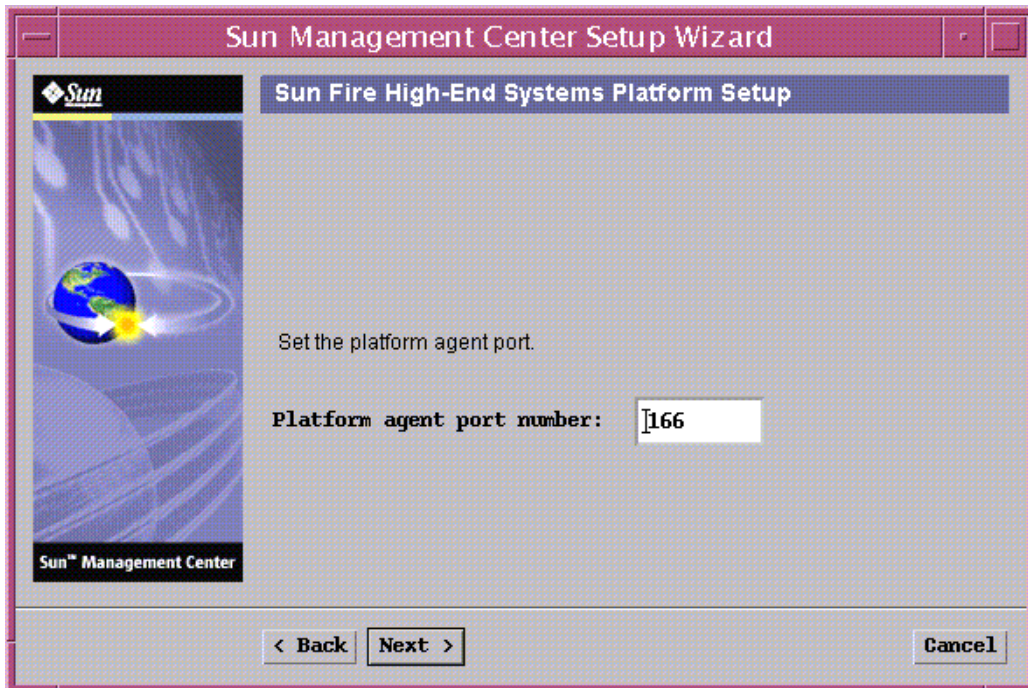 Sun Management Center Setup Wizard
Sun
Sun Fire High-End Systems Platform Setup
Set the platform agent port.
Platform agent port number: 166
Sun™ Management Center
< Back Next > Cancel